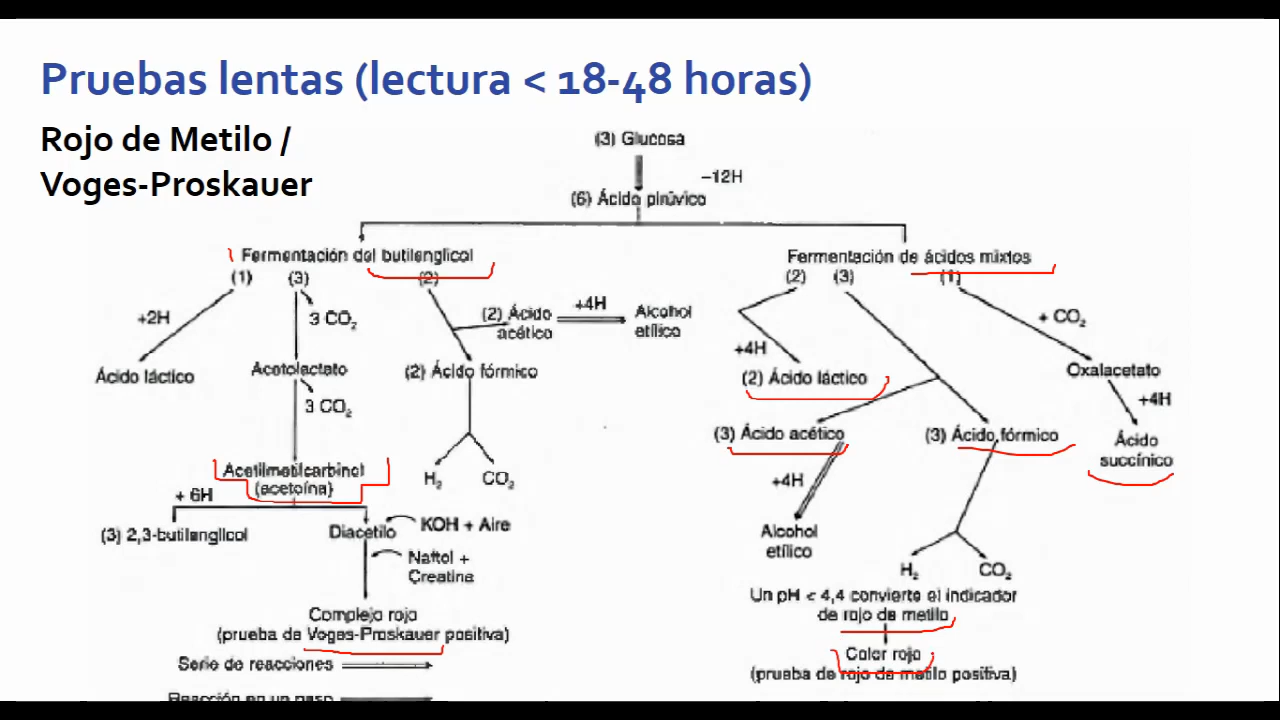 Pruebas lentas (lectura < 18-48 horas)
Rojo de Metilo /
Voges-Proskauer
(3) Glucosa
−12H
(6) Ácido pirúvico
Fermentación del butilenglicol
(1) (3) (2)
+2H
3 CO₂
Ácido láctico
Acetolactato
3 CO₂
(2) Ácido
acético
+4H
Alcohol
etílico
(2) Ácido fórmico
H₂ CO₂
Acetilmetilcarbinol
(acetoína)
+ 6H
(3) 2,3-butilenglicol
Diacetilo
KOH + Aire
Naftol +
Creatina
Complejo rojo
(prueba de Voges-Proskauer positiva)
Serie de reacciones
Reacción en un paso
Fermentación de ácidos mixtos
(2) (3) (1)
+4H
(2) Ácido láctico
+ CO₂
Oxalacetato
+4H
Ácido
succínico
(3) Ácido acético
(3) Ácido fórmico
+4H
Alcohol
etílico
H₂ CO₂
Un pH < 4,4 convierte el indicador
de rojo de metilo
Color rojo
(prueba de rojo de metilo positiva)